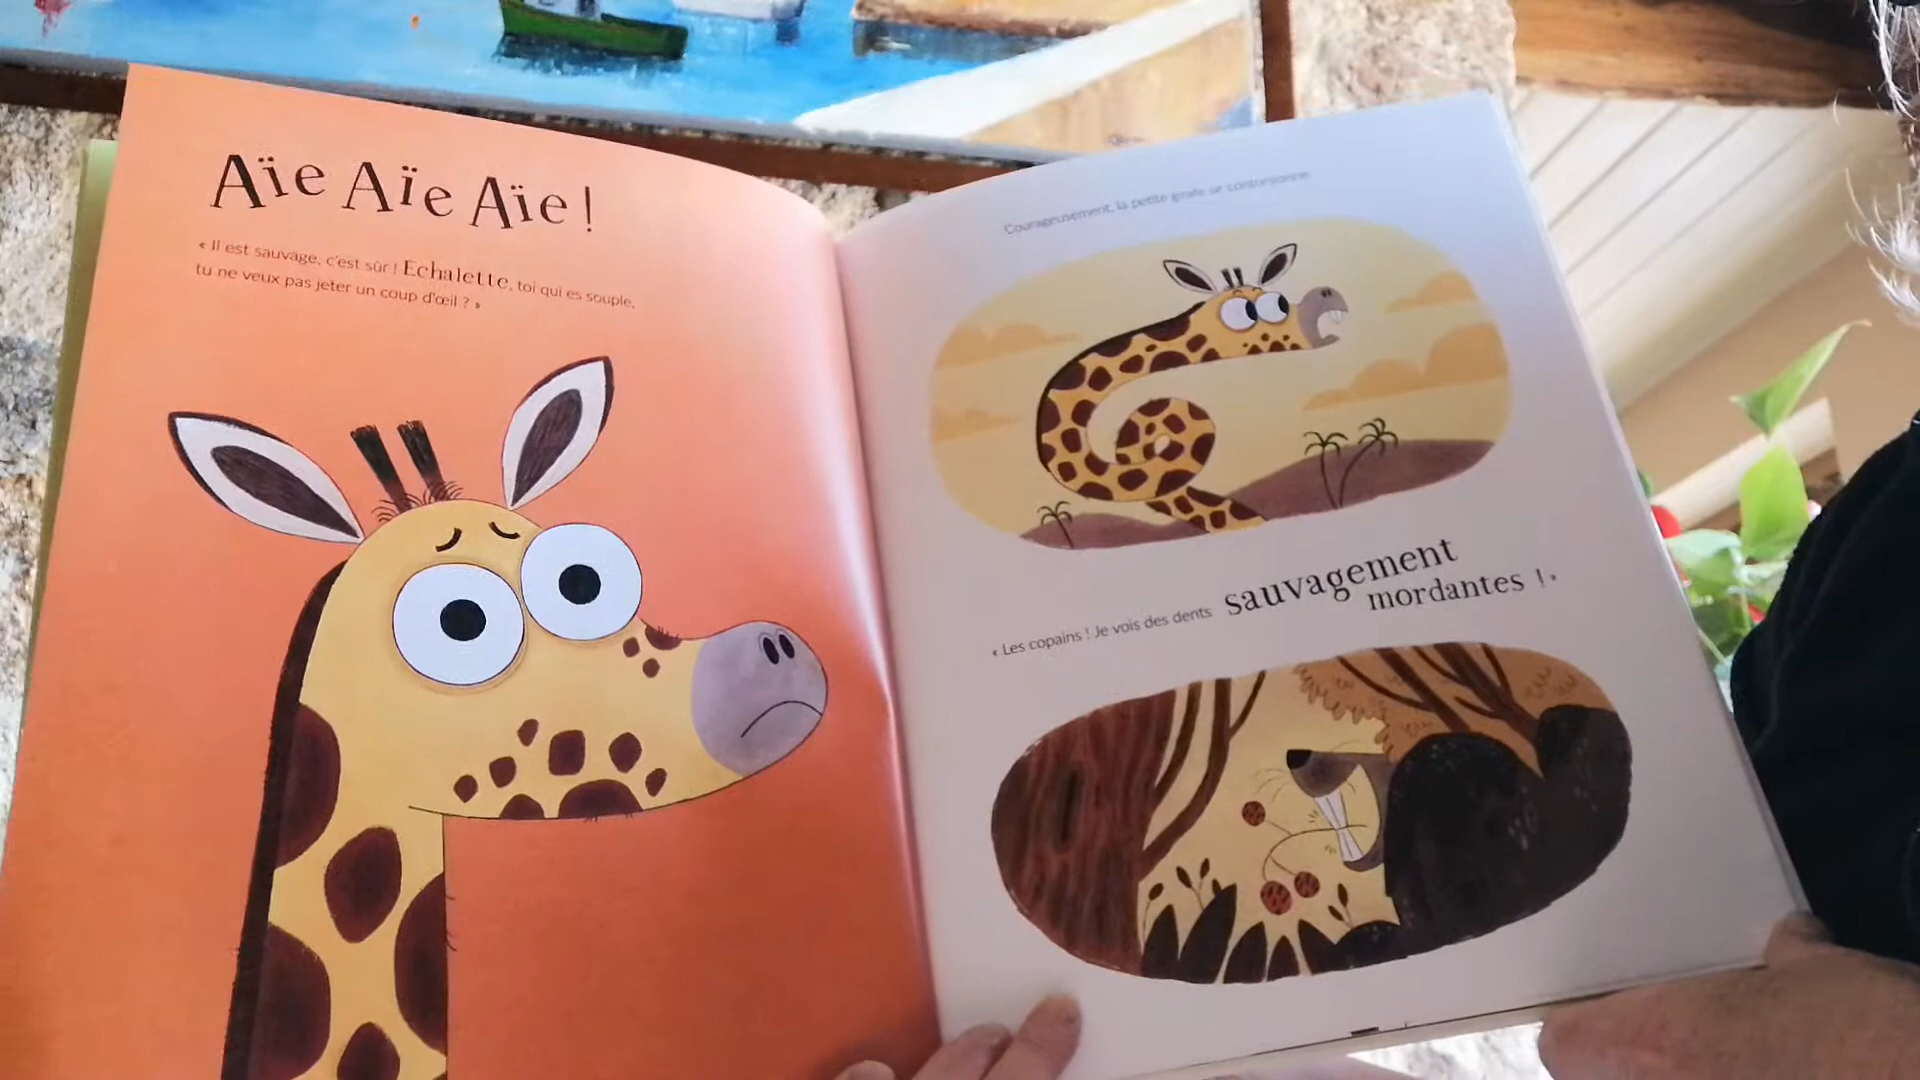 Aïe Aïe Aïe !
« Il est sauvage, c'est sûr ! Echalette, toi qui es souple,
tu ne veux pas jeter un coup d'œil ? »
Courageusement, la petite girafe se contorsionne.
« Les copains ! Je vois des dents sauvagement
mordantes ! »